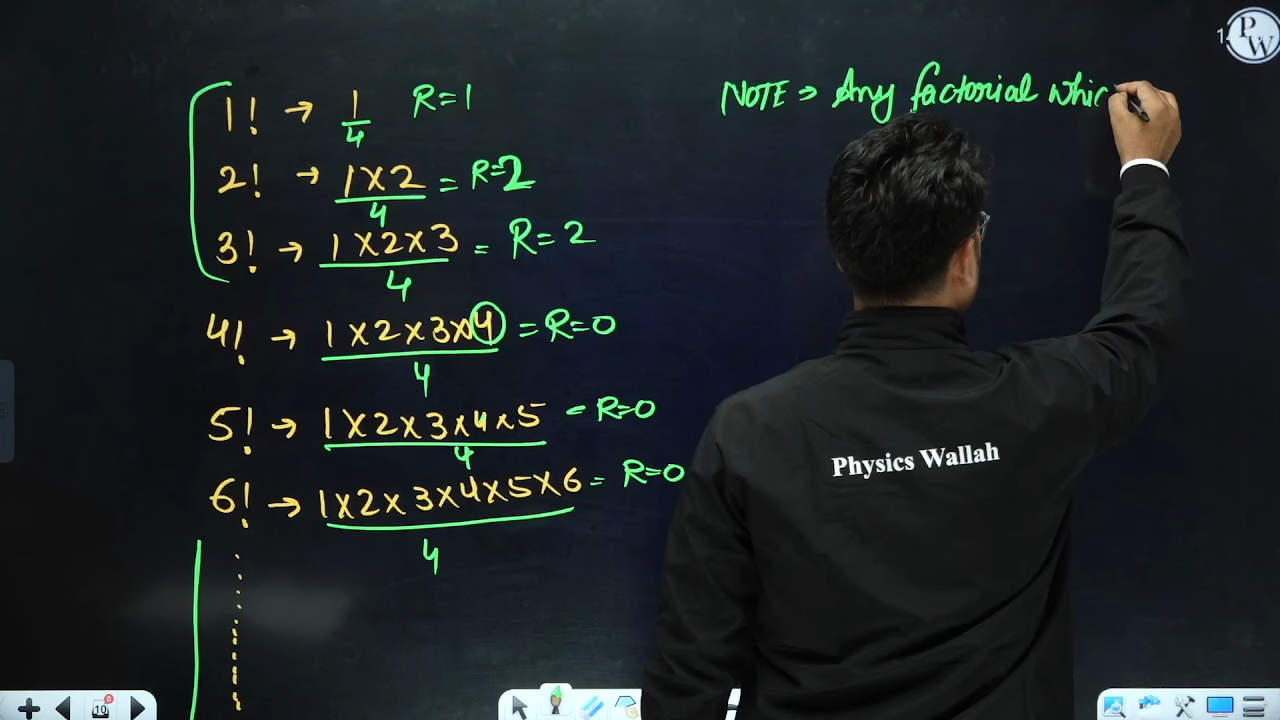 1! → 1/4 R=1
2! → 1×2/4 = R=2
3! → 1×2×3/4 = R=2
4! → 1×2×3×4/4 = R=0
5! → 1×2×3×4×5/4 = R=0
6! → 1×2×3×4×5×6/4 = R=0
NOTE → Any factorial whic
PW
Physics Wallah
10